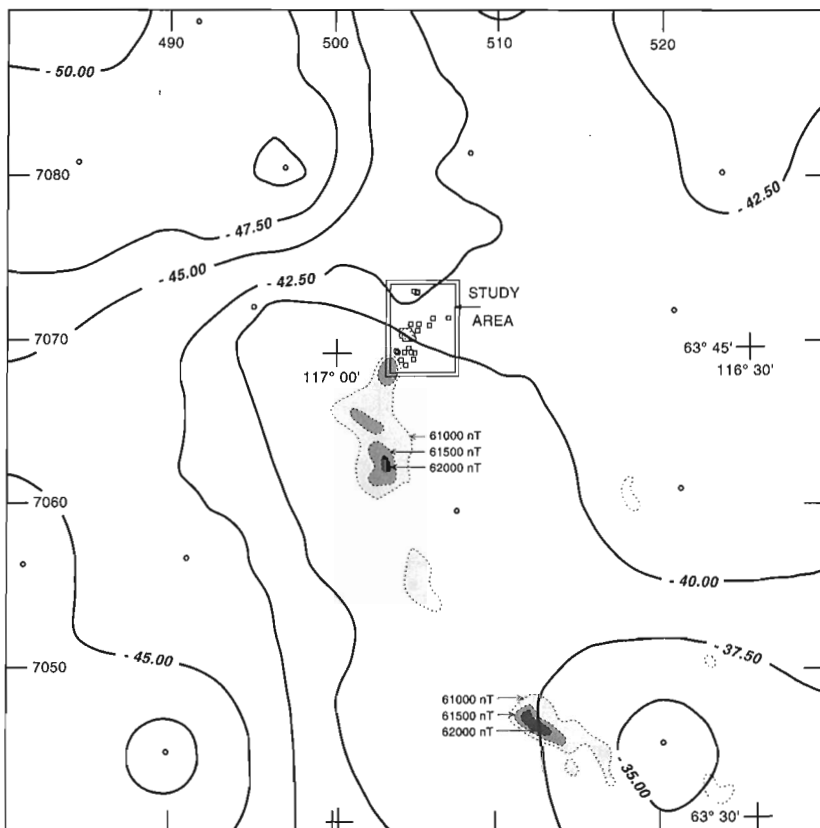 490
500
510
520
- 50.00
7080
- 42.50
- 47.50
- 45.00
- 42.50
STUDY
AREA
7070
63° 45'
116° 30'
117° 00'
61000 nT
61500 nT
62000 nT
7060
- 40.00
- 37.50
- 45.00
7050
61000 nT
61500 nT
62000 nT
- 35.00
63° 30'